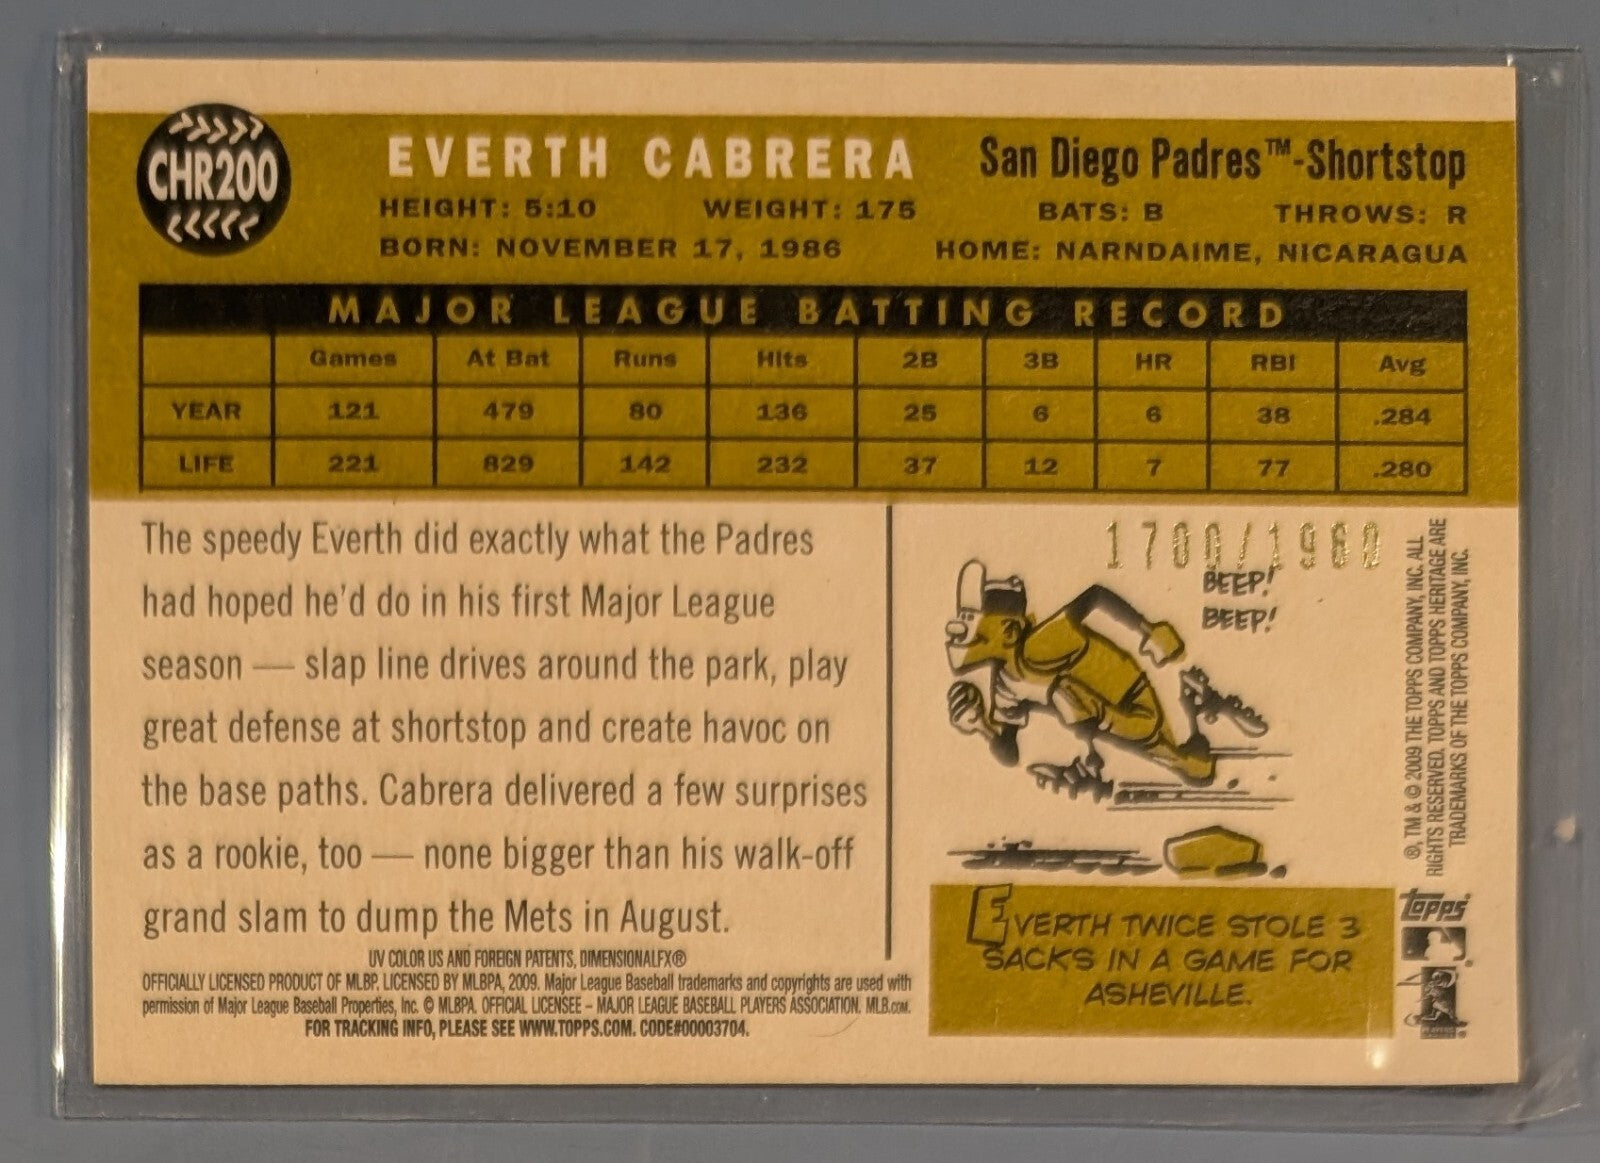 CHR200
EVERTH CABRERA
San Diego Padres™-Shortstop
HEIGHT: 5:10 WEIGHT: 175 BATS: B THROWS: R
BORN: NOVEMBER 17, 1986 HOME: NARNDAIME, NICARAGUA
MAJOR LEAGUE BATTING RECORD
Games At Bat Runs Hits 2B 3B HR RBI Avg
YEAR 121 479 80 136 25 6 6 38 .284
LIFE 221 829 142 232 37 12 7 77 .280
The speedy Everth did exactly what the Padres
had hoped he'd do in his first Major League
season — slap line drives around the park, play
great defense at shortstop and create havoc on
the base paths. Cabrera delivered a few surprises
as a rookie, too — none bigger than his walk-off
grand slam to dump the Mets in August.
UV COLOR US AND FOREIGN PATENTS, DIMENSIONALFX®
OFFICIALLY LICENSED PRODUCT OF MLBP. LICENSED BY MLBPA, 2009. Major League Baseball trademarks and copyrights are used with
permission of Major League Baseball Properties, Inc. © MLBPA. OFFICIAL LICENSEE – MAJOR LEAGUE BASEBALL PLAYERS ASSOCIATION. MLB.COM.
FOR TRACKING INFO, PLEASE SEE WWW.TOPPS.COM. CODE#00003704.
1700/1960
BEEP!
BEEP!
EVERTH TWICE STOLE 3
SACKS IN A GAME FOR
ASHEVILLE.
®, TM & © 2009 THE TOPPS COMPANY, INC. ALL
RIGHTS RESERVED. TOPPS AND TOPPS HERITAGE ARE
TRADEMARKS OF THE TOPPS COMPANY, INC.
TOPPS